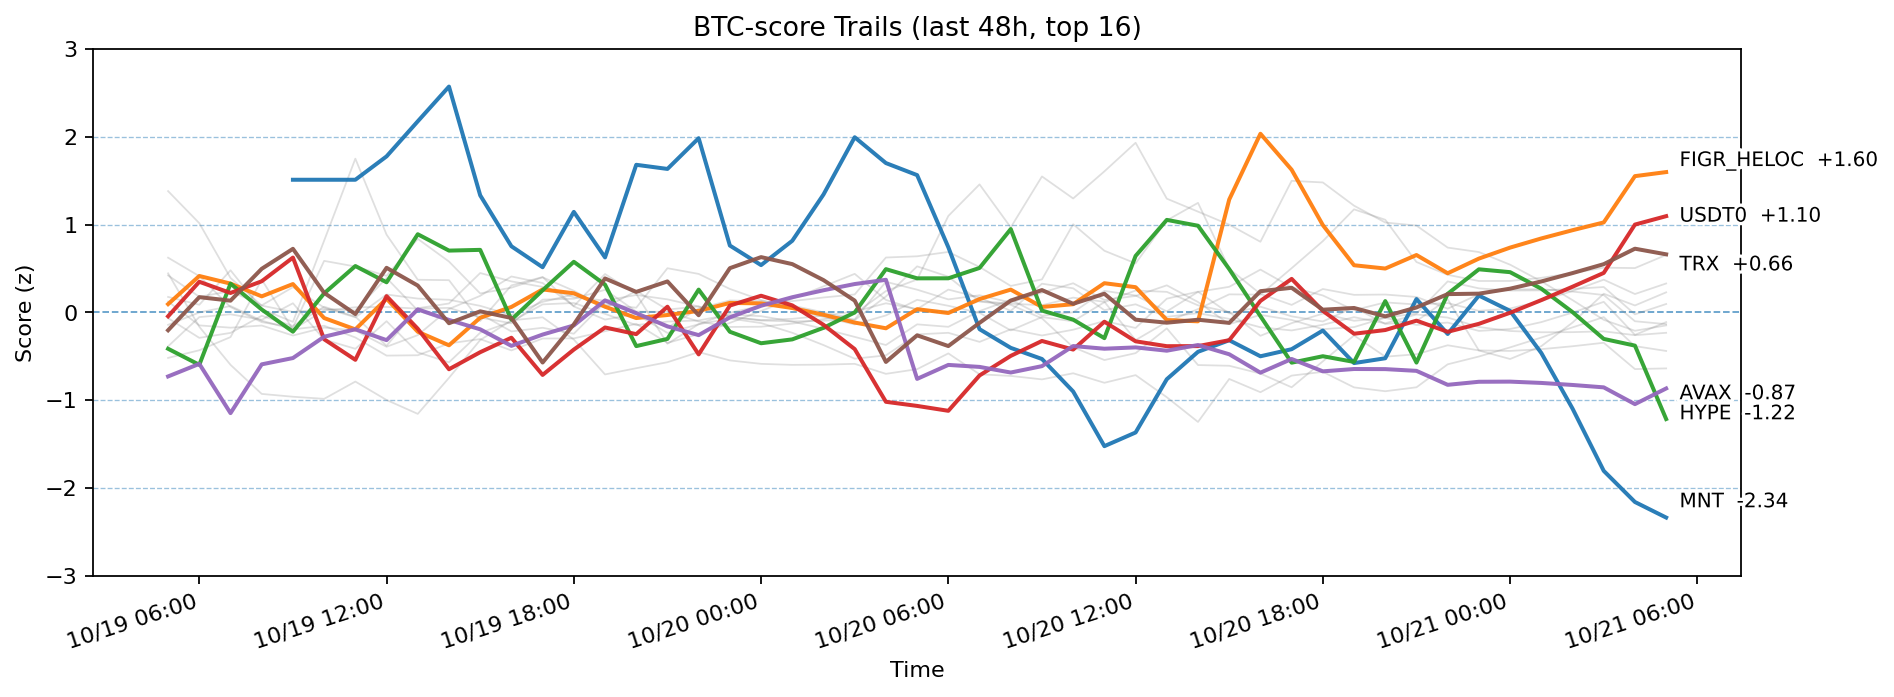 BTC-score Trails (last 48h, top 16)
Score (z)
3
2
1
0
−1
−2
−3
FIGR_HELOC +1.60
USDT0 +1.10
TRX +0.66
AVAX -0.87
HYPE -1.22
MNT -2.34
10/19 06:00
10/19 12:00
10/19 18:00
10/20 00:00
10/20 06:00
10/20 12:00
10/20 18:00
10/21 00:00
10/21 06:00
Time